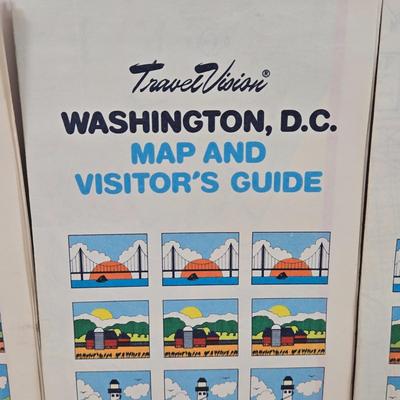 TravelVision®
WASHINGTON, D.C.
MAP AND
VISITOR'S GUIDE